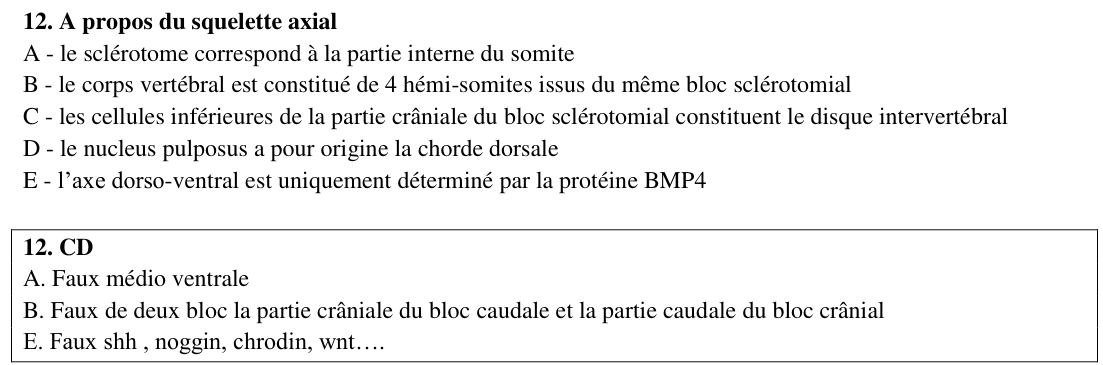 12. A propos du squelette axial
A - le sclérotome correspond à la partie interne du somite
B - le corps vertébral est constitué de 4 hémi-somites issus du même bloc sclérotomial
C - les cellules inférieures de la partie crâniale du bloc sclérotomial constituent le disque intervertébral
D - le nucleus pulposus a pour origine la chorde dorsale
E - l'axe dorso-ventral est uniquement déterminé par la protéine BMP4
12. CD
A. Faux médio ventrale
B. Faux de deux bloc la partie crâniale du bloc caudale et la partie caudale du bloc crânial
E. Faux shh , noggin, chrodin, wnt….